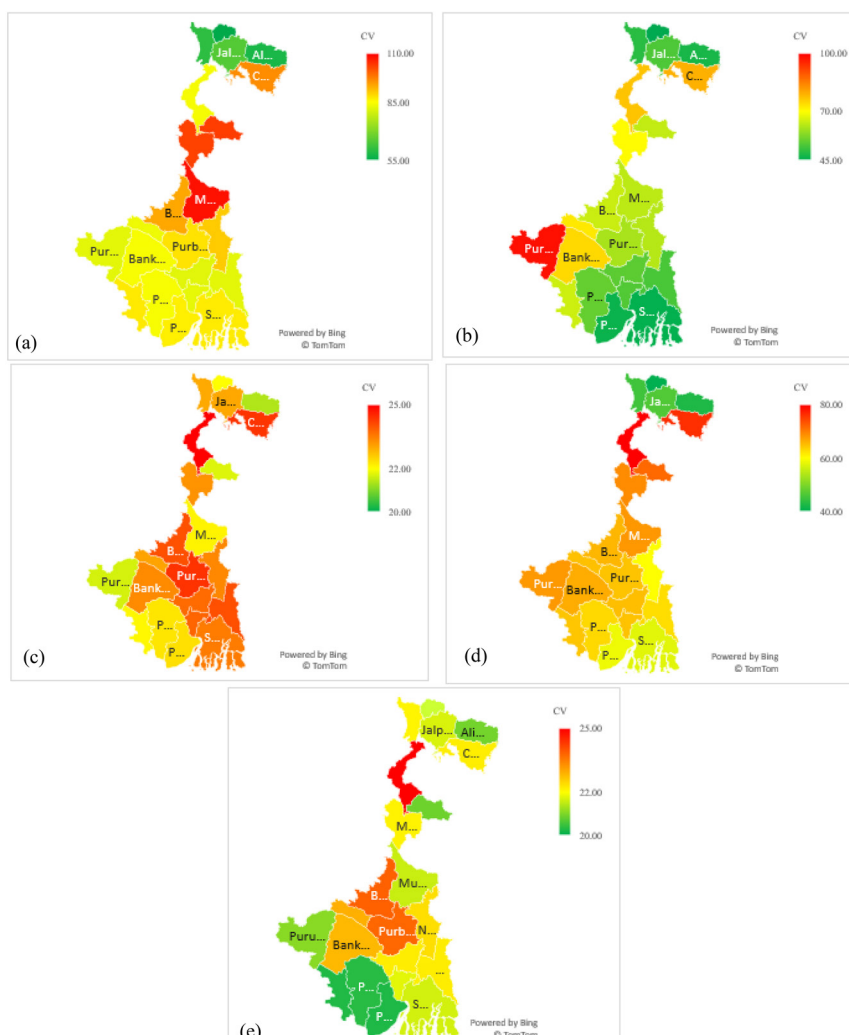 CV
110.00
85.00
55.00
Jal...
Al...
C...
M...
B...
Purb...
Pur...
Bank...
P...
P...
S...
Powered by Bing
© TomTom
(a)
CV
100.00
70.00
45.00
Jal...
A...
C...
M...
B...
Pur...
Pur...
Bank...
P...
P...
S...
Powered by Bing
© TomTom
(b)
CV
25.00
22.00
20.00
Ja...
C...
M...
B...
Pur...
Pur...
Bank...
P...
P...
S...
Powered by Bing
© TomTom
(c)
CV
80.00
60.00
40.00
Ja...
M...
B...
Pur...
Pur...
Bank...
P...
P...
S...
Powered by Bing
© TomTom
(d)
CV
25.00
22.00
20.00
Jalp...
Ali...
C...
M...
Mu...
B...
Purb...
N...
Puru...
Bank...
...
P...
P...
S...
Powered by Bing
© TomTom
(e)